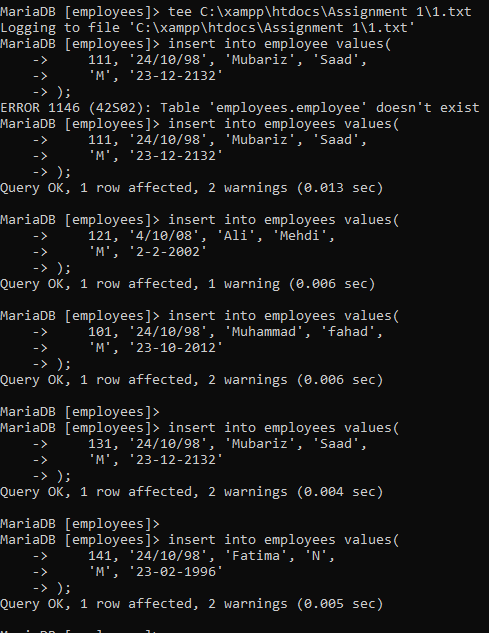 MariaDB [employees]> tee C:\xampp\htdocs\Assignment 1\1.txt
Logging to file 'C:\xampp\htdocs\Assignment 1\1.txt'
MariaDB [employees]> insert into employee values(
    ->     111, '24/10/98', 'Mubariz', 'Saad',
    ->     'M', '23-12-2132'
    -> );
ERROR 1146 (42S02): Table 'employees.employee' doesn't exist
MariaDB [employees]> insert into employees values(
    ->     111, '24/10/98', 'Mubariz', 'Saad',
    ->     'M', '23-12-2132'
    -> );
Query OK, 1 row affected, 2 warnings (0.013 sec)

MariaDB [employees]> insert into employees values(
    ->     121, '4/10/08', 'Ali', 'Mehdi',
    ->     'M', '2-2-2002'
    -> );
Query OK, 1 row affected, 1 warning (0.006 sec)

MariaDB [employees]> insert into employees values(
    ->     101, '24/10/98', 'Muhammad', 'fahad',
    ->     'M', '23-10-2012'
    -> );
Query OK, 1 row affected, 2 warnings (0.006 sec)

MariaDB [employees]>
MariaDB [employees]> insert into employees values(
    ->     131, '24/10/98', 'Mubariz', 'Saad',
    ->     'M', '23-12-2132'
    -> );
Query OK, 1 row affected, 2 warnings (0.004 sec)

MariaDB [employees]>
MariaDB [employees]> insert into employees values(
    ->     141, '24/10/98', 'Fatima', 'N',
    ->     'M', '23-02-1996'
    -> );
Query OK, 1 row affected, 2 warnings (0.005 sec)